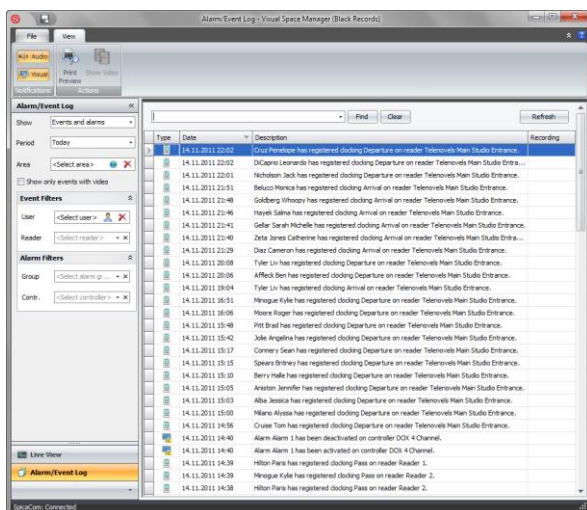 Alarm/Event Log - Visual Space Manager (Black Records)
File View
Audio
Visual
Print Preview
Show Video
Notifications Actions
Alarm/Event Log
Show Events and alarms
Period Today
Area <Select area>
Show only events with video
Event Filters
User <Select user>
Reader <Select reader>
Alarm Filters
Group <Select alarm gr...
Contr. <Select controller>
Live View
Alarm/Event Log
SpicaCom: Connected
Find Clear Refresh
Type Date Description Recording
14.11.2011 22:02 Cruz Penelope has registered clocking Departure on reader Telenovels Main Studio Entrance.
14.11.2011 22:02 DiCaprio Leonardo has registered clocking Departure on reader Telenovels Main Studio Entra...
14.11.2011 22:01 Nicholson Jack has registered clocking Departure on reader Telenovels Main Studio Entrance.
14.11.2011 21:51 Belucci Monica has registered clocking Arrival on reader Telenovels Main Studio Entrance.
14.11.2011 21:48 Goldberg Whoopy has registered clocking Arrival on reader Telenovels Main Studio Entrance.
14.11.2011 21:46 Hayek Salma has registered clocking Arrival on reader Telenovels Main Studio Entrance.
14.11.2011 21:41 Gellar Sarah Michelle has registered clocking Arrival on reader Telenovels Main Studio Entrance.
14.11.2011 21:40 Zeta Jones Catherine has registered clocking Arrival on reader Telenovels Main Studio Entra...
14.11.2011 21:29 Diaz Cameron has registered clocking Arrival on reader Telenovels Main Studio Entrance.
14.11.2011 20:08 Tyler Liv has registered clocking Departure on reader Telenovels Main Studio Entrance.
14.11.2011 20:06 Affleck Ben has registered clocking Departure on reader Telenovels Main Studio Entrance.
14.11.2011 19:04 Tyler Liv has registered clocking Arrival on reader Telenovels Main Studio Entrance.
14.11.2011 16:51 Minogue Kylie has registered clocking Departure on reader Telenovels Main Studio Entrance.
14.11.2011 16:06 Moore Roger has registered clocking Departure on reader Telenovels Main Studio Entrance.
14.11.2011 15:48 Pitt Brad has registered clocking Departure on reader Telenovels Main Studio Entrance.
14.11.2011 15:42 Jolie Angelina has registered clocking Departure on reader Telenovels Main Studio Entrance.
14.11.2011 15:17 Connery Sean has registered clocking Departure on reader Telenovels Main Studio Entrance.
14.11.2011 15:15 Spears Britney has registered clocking Departure on reader Telenovels Main Studio Entrance.
14.11.2011 15:10 Berry Halle has registered clocking Departure on reader Telenovels Main Studio Entrance.
14.11.2011 15:05 Aniston Jennifer has registered clocking Departure on reader Telenovels Main Studio Entrance.
14.11.2011 15:03 Alba Jessica has registered clocking Departure on reader Telenovels Main Studio Entrance.
14.11.2011 15:00 Milano Alyssa has registered clocking Departure on reader Telenovels Main Studio Entrance.
14.11.2011 14:56 Cruise Tom has registered clocking Departure on reader Telenovels Main Studio Entrance.
14.11.2011 14:40 Alarm Alarm 1 has been deactivated on controller DOX 4 Channel.
14.11.2011 14:40 Alarm Alarm 1 has been activated on controller DOX 4 Channel.
14.11.2011 14:39 Hilton Paris has registered clocking Pass on reader Reader 1.
14.11.2011 14:39 Minogue Kylie has registered clocking Pass on reader Reader 2.
14.11.2011 14:38 Hilton Paris has registered clocking Pass on reader Reader 2.